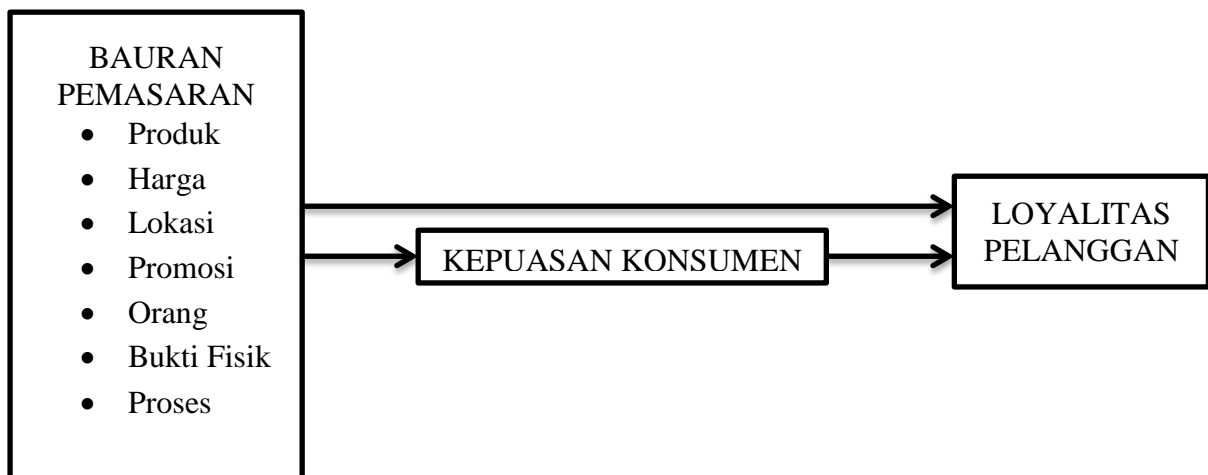 BAURAN
PEMASARAN
• Produk
• Harga
• Lokasi
• Promosi
• Orang
• Bukti Fisik
• Proses
KEPUASAN KONSUMEN
LOYALITAS
PELANGGAN